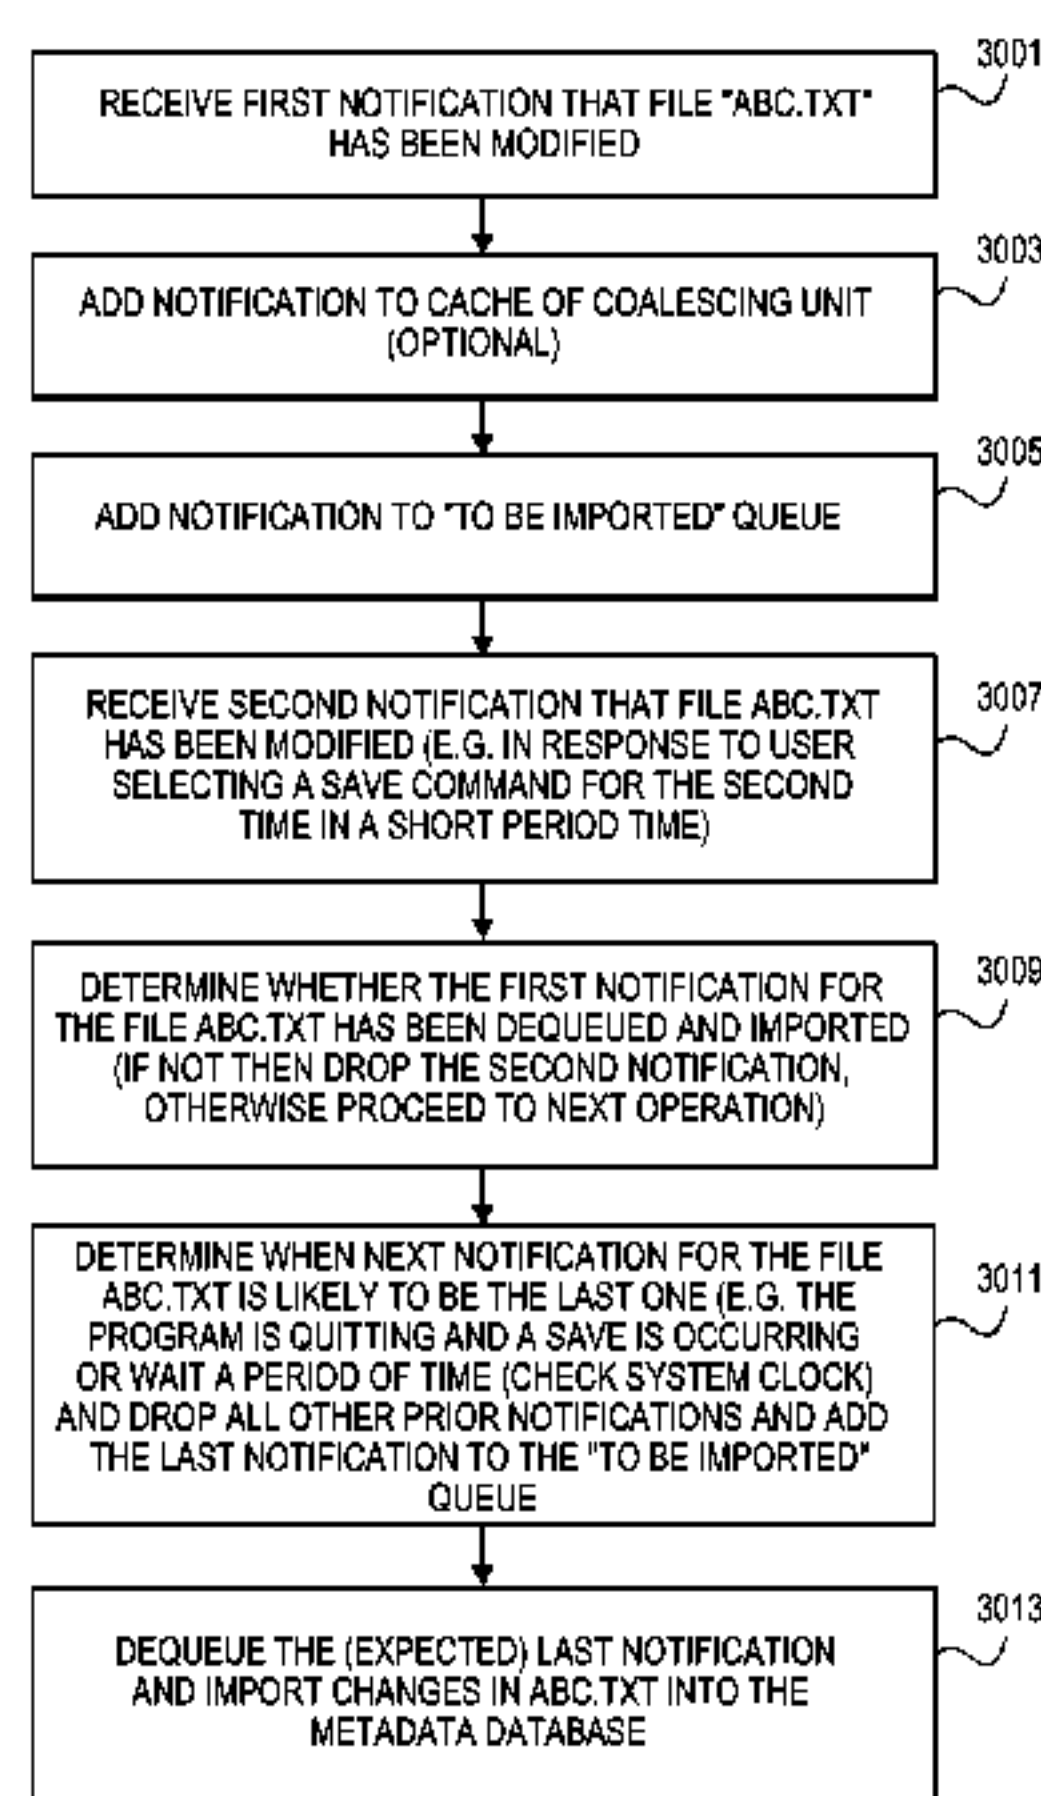 3001
RECEIVE FIRST NOTIFICATION THAT FILE "ABC.TXT"
HAS BEEN MODIFIED
3003
ADD NOTIFICATION TO CACHE OF COALESCING UNIT
(OPTIONAL)
3005
ADD NOTIFICATION TO "TO BE IMPORTED" QUEUE
3007
RECEIVE SECOND NOTIFICATION THAT FILE ABC.TXT
HAS BEEN MODIFIED (E.G. IN RESPONSE TO USER
SELECTING A SAVE COMMAND FOR THE SECOND
TIME IN A SHORT PERIOD TIME)
3009
DETERMINE WHETHER THE FIRST NOTIFICATION FOR
THE FILE ABC.TXT HAS BEEN DEQUEUED AND IMPORTED
(IF NOT THEN DROP THE SECOND NOTIFICATION,
OTHERWISE PROCEED TO NEXT OPERATION)
3011
DETERMINE WHEN NEXT NOTIFICATION FOR THE FILE
ABC.TXT IS LIKELY TO BE THE LAST ONE (E.G. THE
PROGRAM IS QUITTING AND A SAVE IS OCCURRING
OR WAIT A PERIOD OF TIME (CHECK SYSTEM CLOCK)
AND DROP ALL OTHER PRIOR NOTIFICATIONS AND ADD
THE LAST NOTIFICATION TO THE "TO BE IMPORTED"
QUEUE
3013
DEQUEUE THE (EXPECTED) LAST NOTIFICATION
AND IMPORT CHANGES IN ABC.TXT INTO THE
METADATA DATABASE